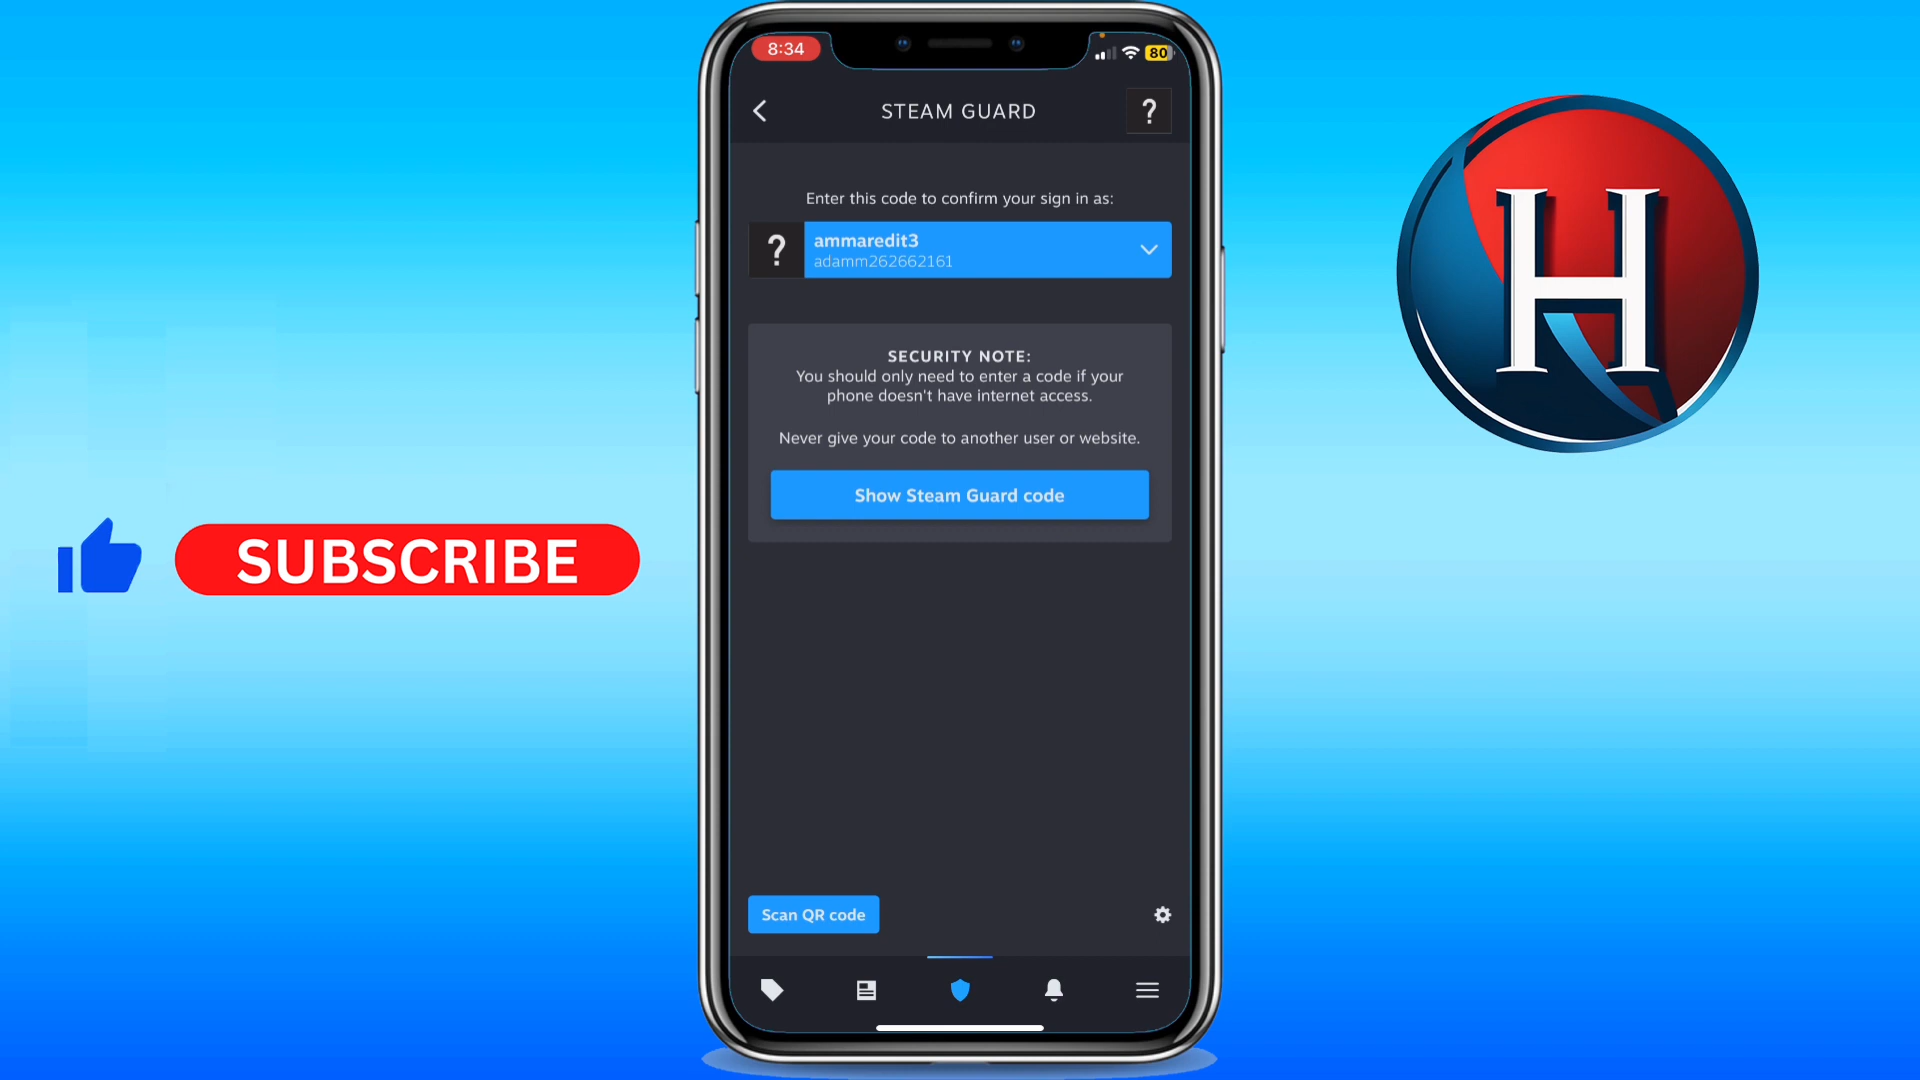 8:34
80
STEAM GUARD
?
Enter this code to confirm your sign in as:
?
ammaredit3
adamm262662161
SECURITY NOTE:
You should only need to enter a code if your
phone doesn't have internet access.
Never give your code to another user or website.
Show Steam Guard code
SUBSCRIBE
H
Scan QR code